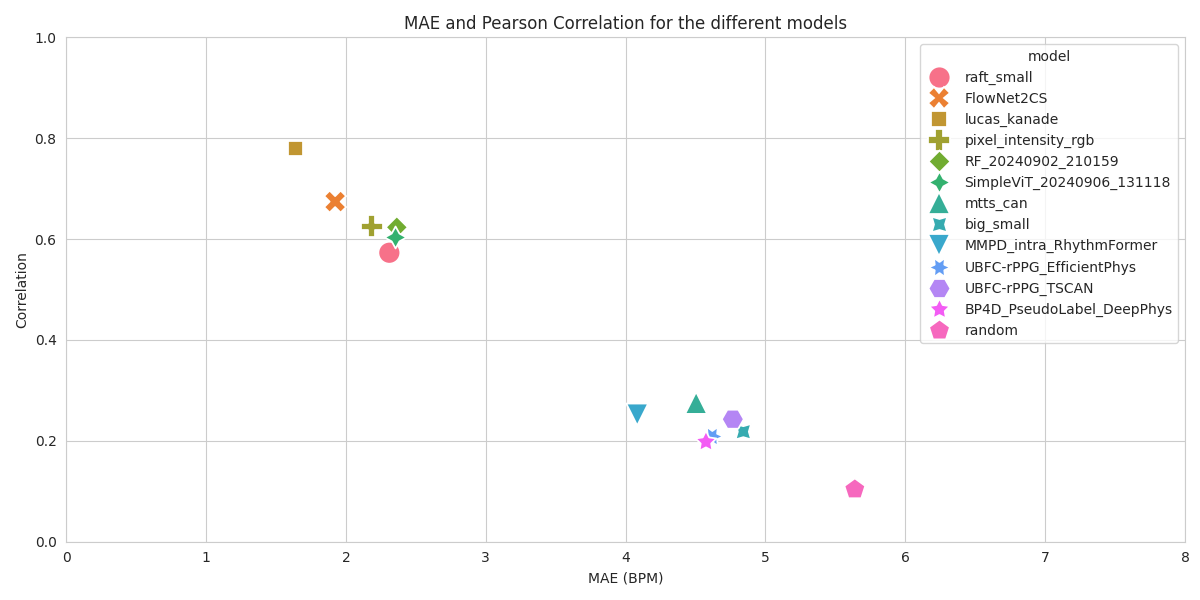 MAE and Pearson Correlation for the different models
1.0
0.8
0.6
0.4
0.2
0.0
Correlation
0 1 2 3 4 5 6 7 8
MAE (BPM)
model
raft_small
FlowNet2CS
lucas_kanade
pixel_intensity_rgb
RF_20240902_210159
SimpleViT_20240906_131118
mtts_can
big_small
MMPD_intra_RhythmFormer
UBFC-rPPG_EfficientPhys
UBFC-rPPG_TSCAN
BP4D_PseudoLabel_DeepPhys
random